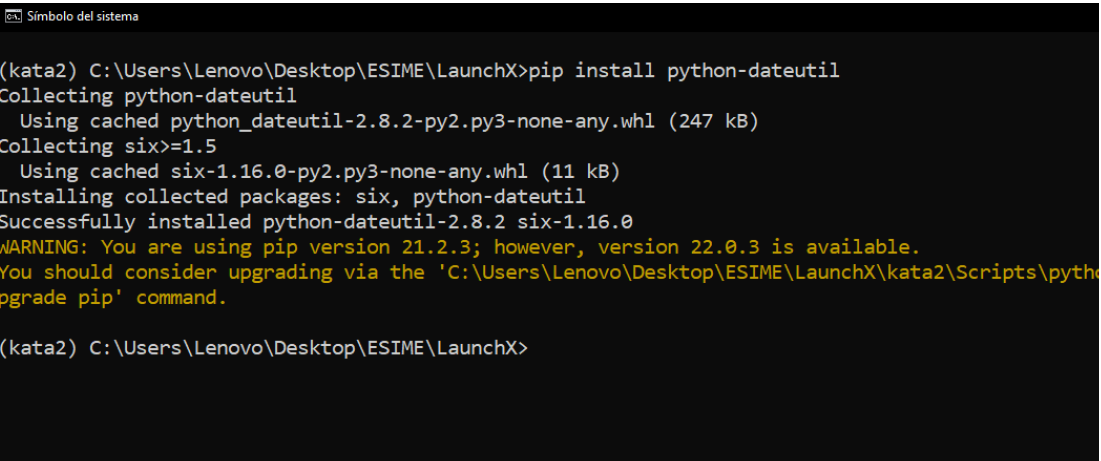 Símbolo del sistema
(kata2) C:\Users\Lenovo\Desktop\ESIME\LaunchX>pip install python-dateutil
Collecting python-dateutil
  Using cached python_dateutil-2.8.2-py2.py3-none-any.whl (247 kB)
Collecting six>=1.5
  Using cached six-1.16.0-py2.py3-none-any.whl (11 kB)
Installing collected packages: six, python-dateutil
Successfully installed python-dateutil-2.8.2 six-1.16.0
WARNING: You are using pip version 21.2.3; however, version 22.0.3 is available.
You should consider upgrading via the 'C:\Users\Lenovo\Desktop\ESIME\LaunchX\kata2\Scripts\pytho
pgrade pip' command.
(kata2) C:\Users\Lenovo\Desktop\ESIME\LaunchX>